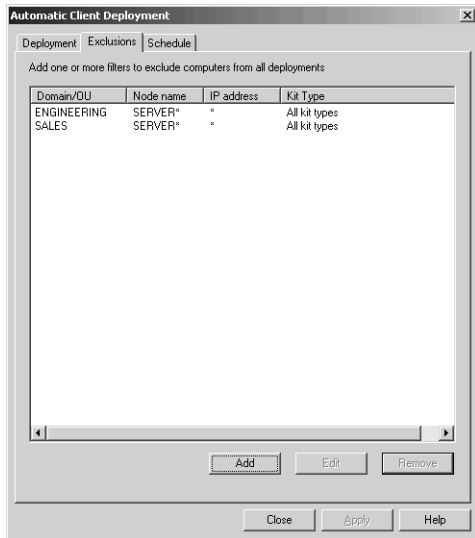 Automatic Client Deployment
Deployment Exclusions Schedule
Add one or more filters to exclude computers from all deployments
Domain/OU Node name IP address Kit Type
ENGINEERING SERVER* * All kit types
SALES SERVER* * All kit types
Add Edit Remove
Close Apply Help